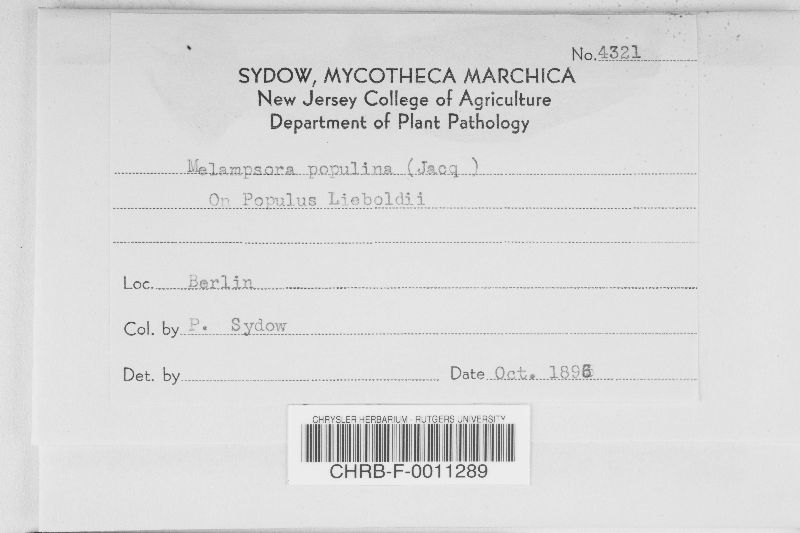 No. 4321
SYDOW, MYCOTHECA MARCHICA
New Jersey College of Agriculture
Department of Plant Pathology
Melampsora populina (Jacq )
On Populus Lieboldii
Loc. Berlin
Col. by P. Sydow
Det. by Date Oct. 1896
CHRYSLER HERBARIUM - RUTGERS UNIVERSITY
CHRB-F-0011289